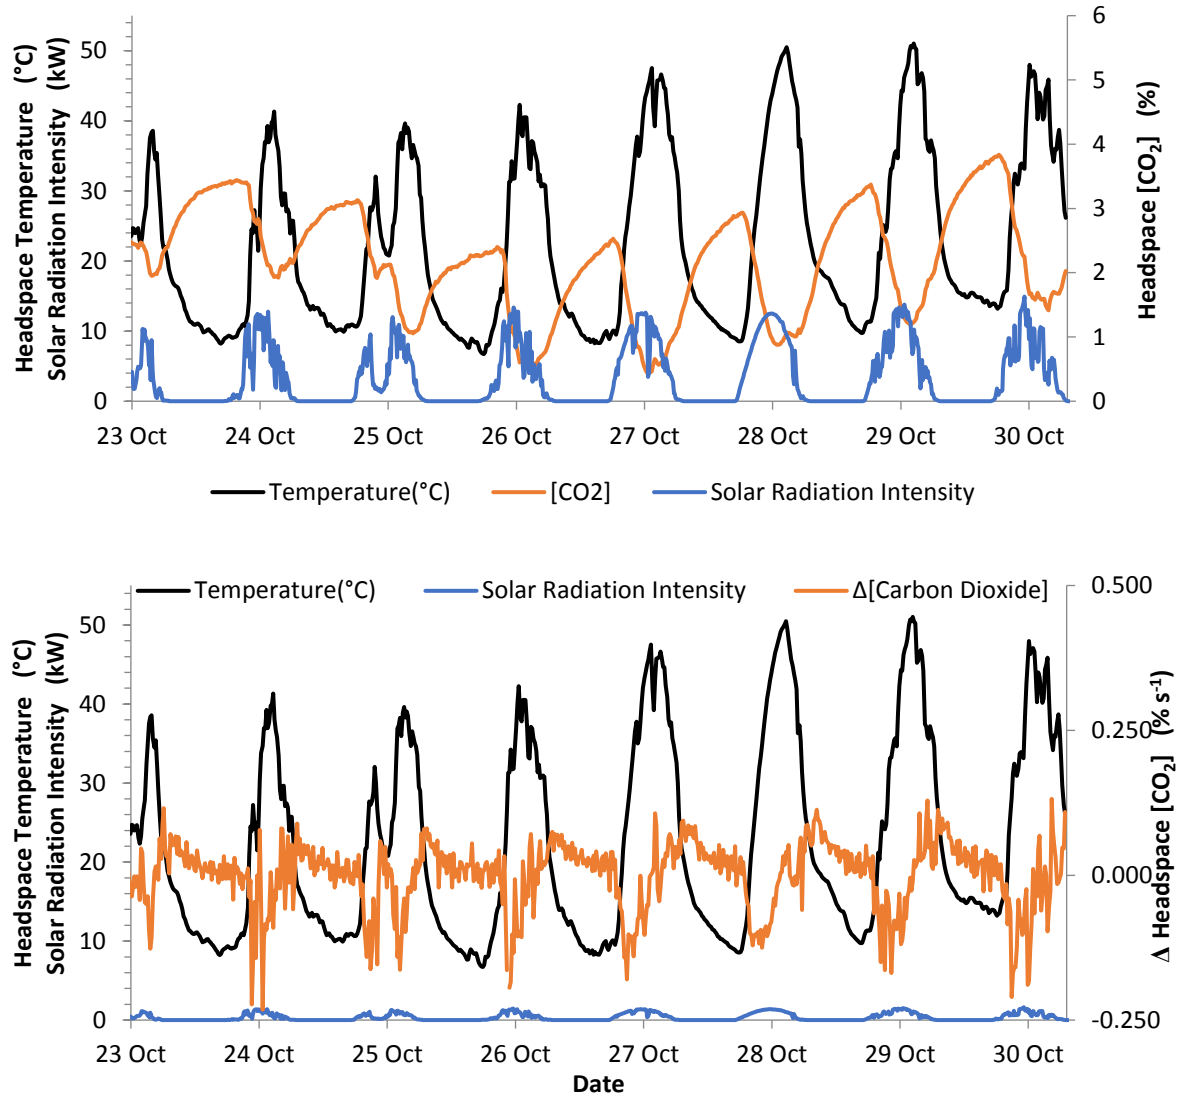 Headspace Temperature (°C)
Solar Radiation Intensity (kW)
50
40
30
20
10
0
6
5
4
3
2
1
0
Headspace [CO₂] (%)
23 Oct 24 Oct 25 Oct 26 Oct 27 Oct 28 Oct 29 Oct 30 Oct
Temperature(°C) [CO2] Solar Radiation Intensity
Temperature(°C) Solar Radiation Intensity Δ[Carbon Dioxide]
Headspace Temperature (°C)
Solar Radiation Intensity (kW)
50
40
30
20
10
0
0.500
0.250
0.000
-0.250
Δ Headspace [CO₂] (% s⁻¹)
23 Oct 24 Oct 25 Oct 26 Oct 27 Oct 28 Oct 29 Oct 30 Oct
Date